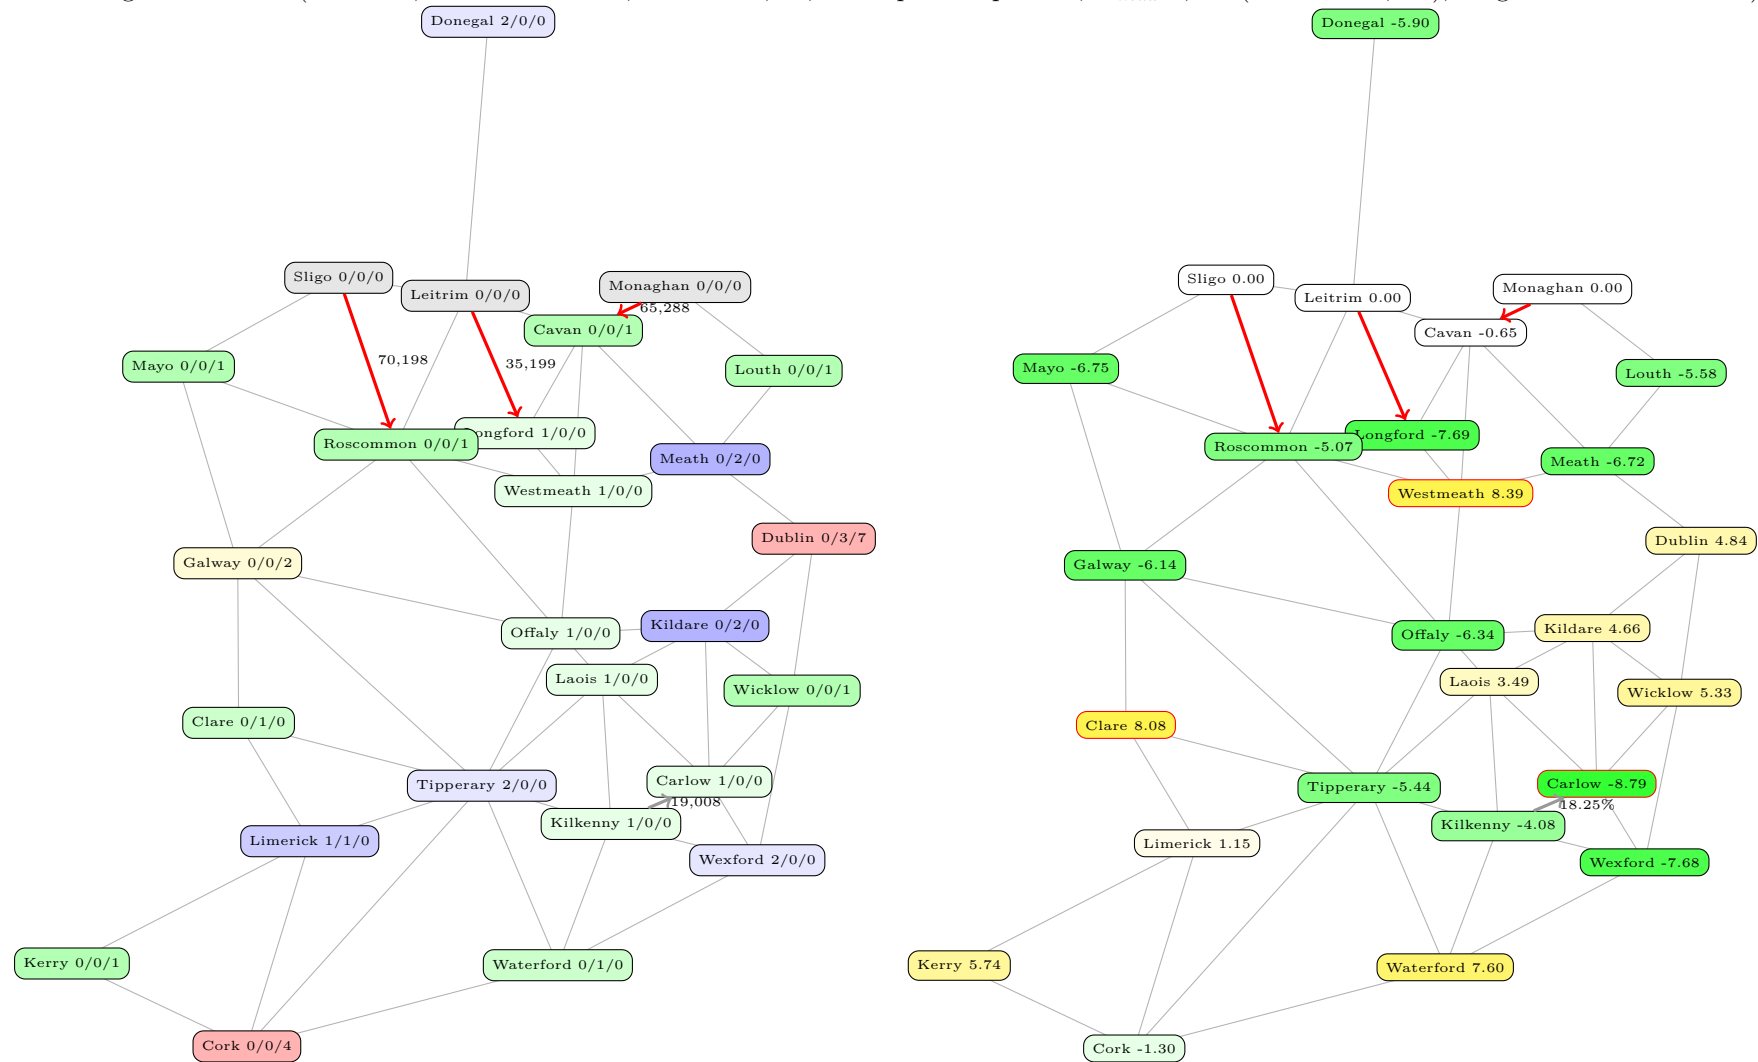 Donegal 2/0/0
Sligo 0/0/0
Leitrim 0/0/0
Monaghan 0/0/0
65,288
Cavan 0/0/1
70,198
35,199
Mayo 0/0/1
Louth 0/0/1
Roscommon 0/0/1
ongford 1/0/0
Meath 0/2/0
Westmeath 1/0/0
Dublin 0/3/7
Galway 0/0/2
Offaly 1/0/0
Kildare 0/2/0
Laois 1/0/0
Wicklow 0/0/1
Clare 0/1/0
Tipperary 2/0/0
Carlow 1/0/0
19,008
Kilkenny 1/0/0
Limerick 1/1/0
Wexford 2/0/0
Kerry 0/0/1
Waterford 0/1/0
Cork 0/0/4
Donegal -5.90
Sligo 0.00
Leitrim 0.00
Monaghan 0.00
Cavan -0.65
Mayo -6.75
Louth -5.58
Roscommon -5.07
Longford -7.69
Meath -6.72
Westmeath 8.39
Dublin 4.84
Galway -6.14
Offaly -6.34
Kildare 4.66
Laois 3.49
Wicklow 5.33
Clare 8.08
Tipperary -5.44
Carlow -8.79
18.25%
Kilkenny -4.08
Limerick 1.15
Wexford -7.68
Kerry 5.74
Waterford 7.60
Cork -1.30